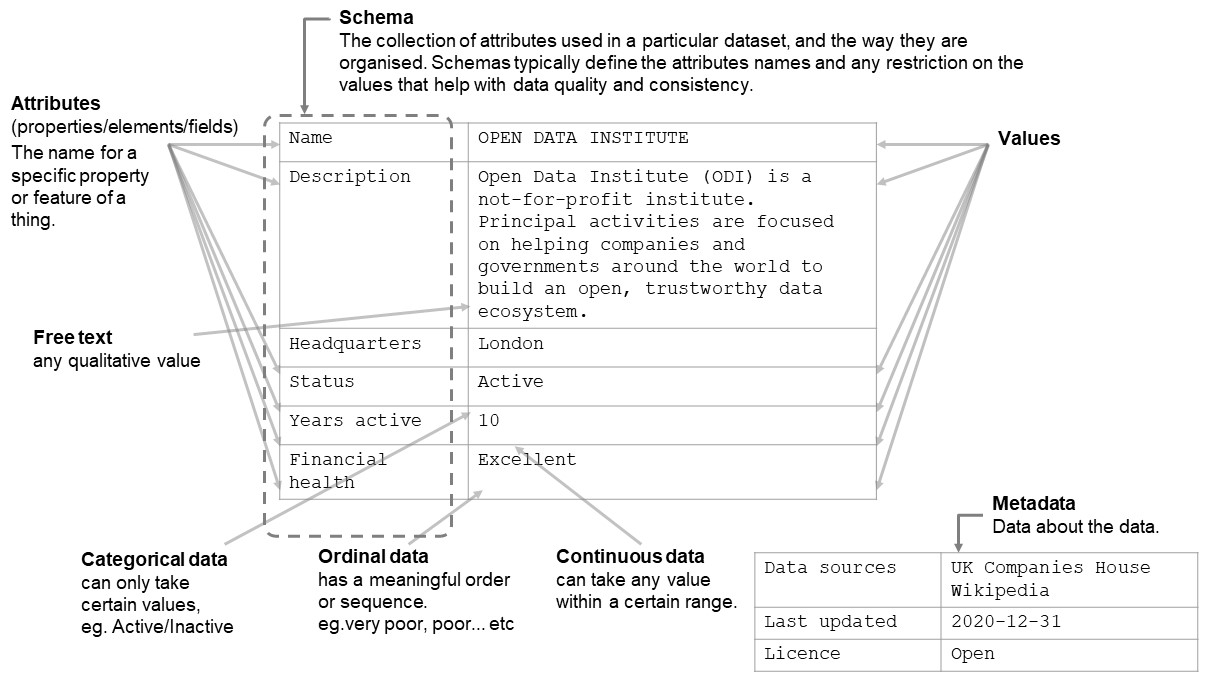 Schema
The collection of attributes used in a particular dataset, and the way they are
organised. Schemas typically define the attributes names and any restriction on the
values that help with data quality and consistency.
Attributes
(properties/elements/fields)
The name for a
specific property
or feature of a
thing.
Values
Name OPEN DATA INSTITUTE
Description Open Data Institute (ODI) is a
not-for-profit institute.
Principal activities are focused
on helping companies and
governments around the world to
build an open, trustworthy data
ecosystem.
Headquarters London
Status Active
Years active 10
Financial Excellent
health
Free text
any qualitative value
Categorical data
can only take
certain values,
eg. Active/Inactive
Ordinal data
has a meaningful order
or sequence.
eg.very poor, poor... etc
Continuous data
can take any value
within a certain range.
Metadata
Data about the data.
Data sources UK Companies House
Wikipedia
Last updated 2020-12-31
Licence Open